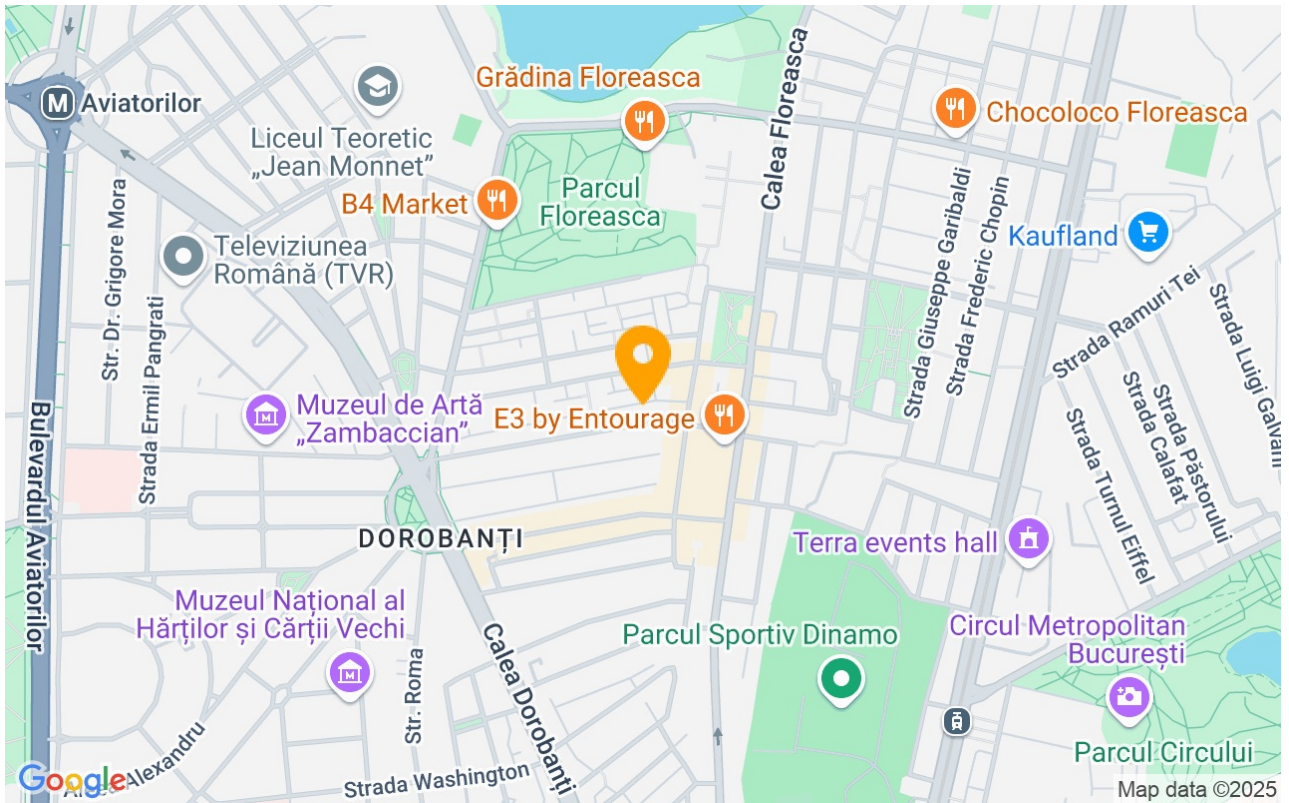 Aviatorilor
Liceul Teoretic
„Jean Monnet”
Grădina Floreasca
Chocoloco Floreasca
Calea Floreasca
B4 Market
Parcul
Floreasca
Str. Dr. Grigore Mora
Televiziunea
Română (TVR)
Strada Ermil Pangrati
Kaufland
Strada Giuseppe Garibaldi
Strada Frederic Chopin
Strada Ramuri Tei
Strada Luigi Galvani
Muzeul de Artă
„Zambaccian”
E3 by Entourage
Strada Păstorului
Strada Calafat
Strada Turnul Eiffel
Bulevardul Aviatorilor
DOROBANȚI
Terra events hall
Muzeul Național al
Hărților și Cărții Vechi
Parcul Sportiv Dinamo
Circul Metropolitan
București
Calea Dorobanți
Str. Roma
Parcul Circului
Alexandru
Strada Washington
Google
Map data ©2025